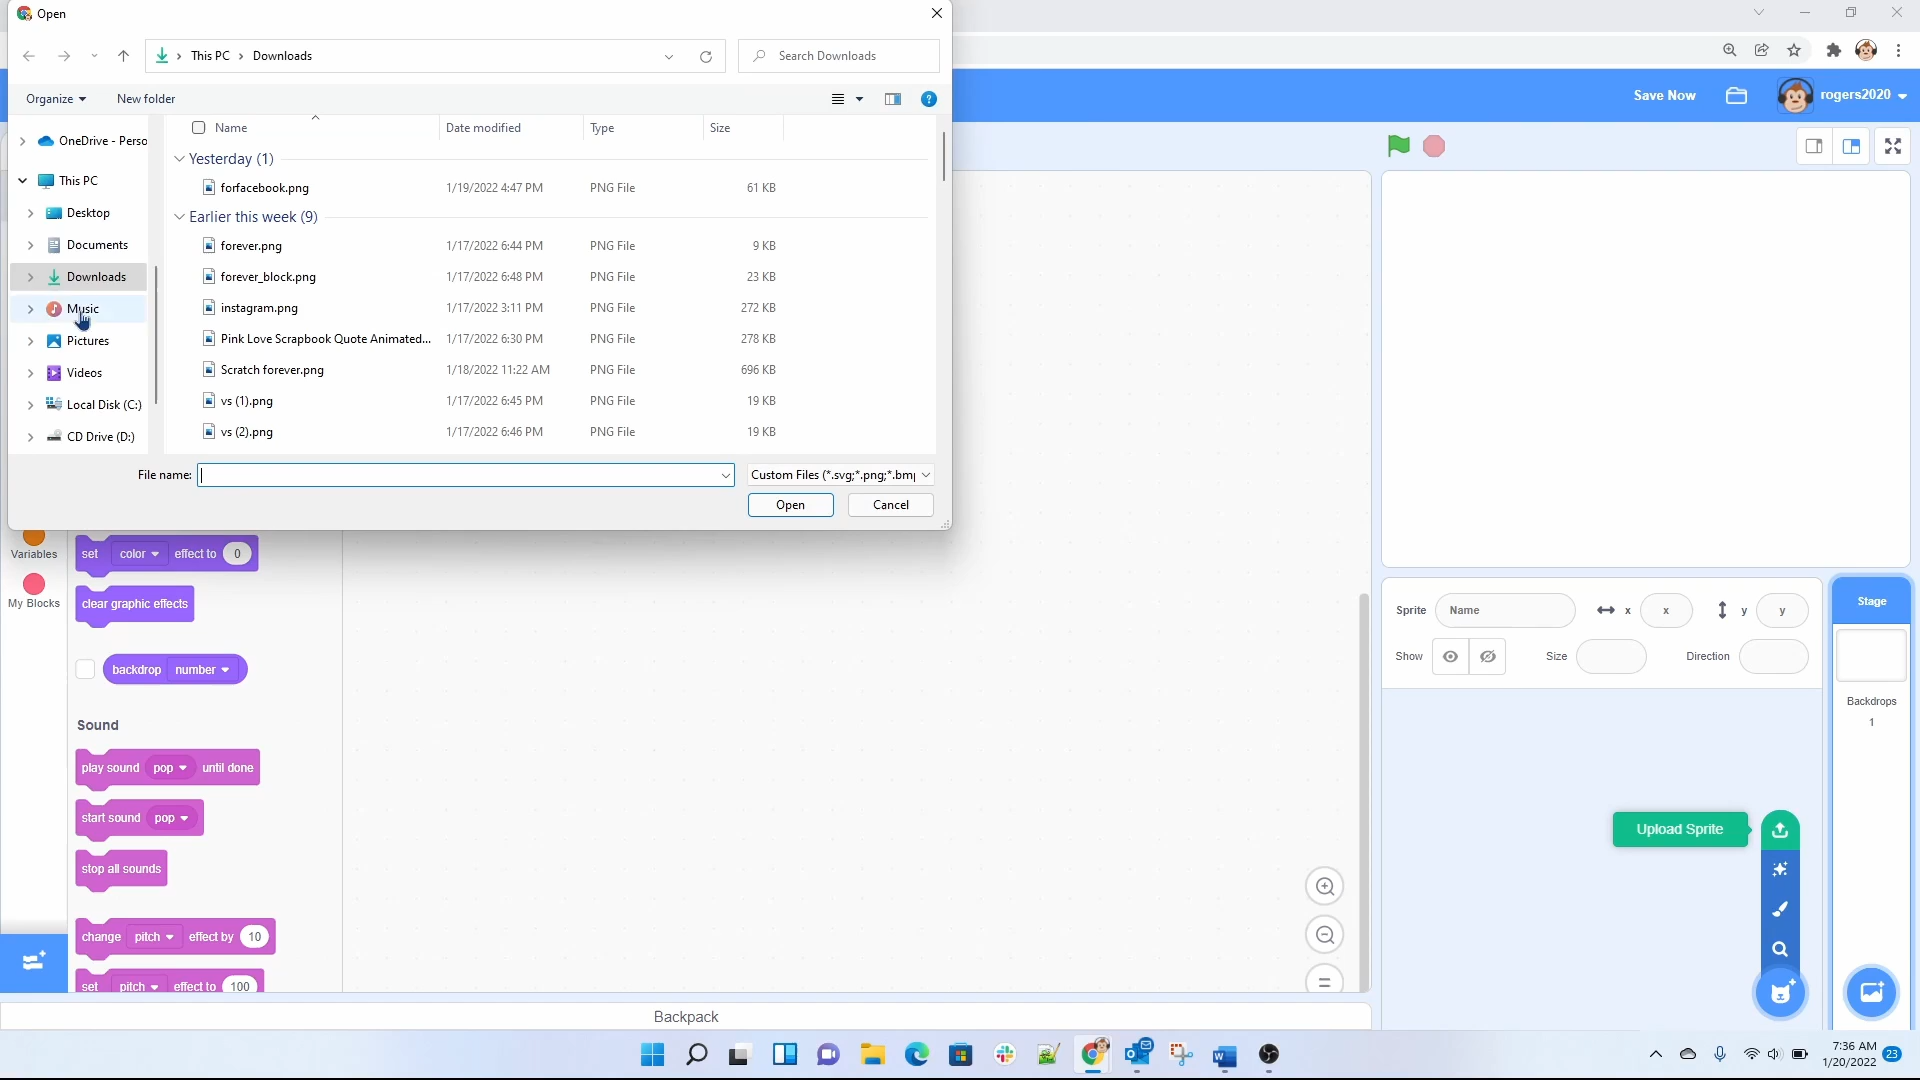 Open
This PC > Downloads
Search Downloads
Organize
New folder
Name
Date modified
Type
Size
OneDrive - Perso
This PC
Desktop
Documents
Downloads
Music
Pictures
Videos
Local Disk (C:)
CD Drive (D:)
Yesterday (1)
forfacebook.png 1/19/2022 4:47 PM PNG File 61 KB
Earlier this week (9)
forever.png 1/17/2022 6:44 PM PNG File 9 KB
forever_block.png 1/17/2022 6:48 PM PNG File 23 KB
instagram.png 1/17/2022 3:11 PM PNG File 272 KB
Pink Love Scrapbook Quote Animated... 1/17/2022 6:30 PM PNG File 278 KB
Scratch forever.png 1/18/2022 11:22 AM PNG File 696 KB
vs (1).png 1/17/2022 6:45 PM PNG File 19 KB
vs (2).png 1/17/2022 6:46 PM PNG File 19 KB
File name:
Custom Files (*.svg;*.png;*.bm
Open
Cancel
Save Now
rogers2020
Variables
My Blocks
set color effect to 0
clear graphic effects
backdrop number
Sound
play sound pop until done
start sound pop
stop all sounds
change pitch effect by 10
set pitch effect to 100
Backpack
Sprite Name x x y y
Show Size Direction
Stage
Backdrops
1
Upload Sprite
7:36 AM
1/20/2022
23